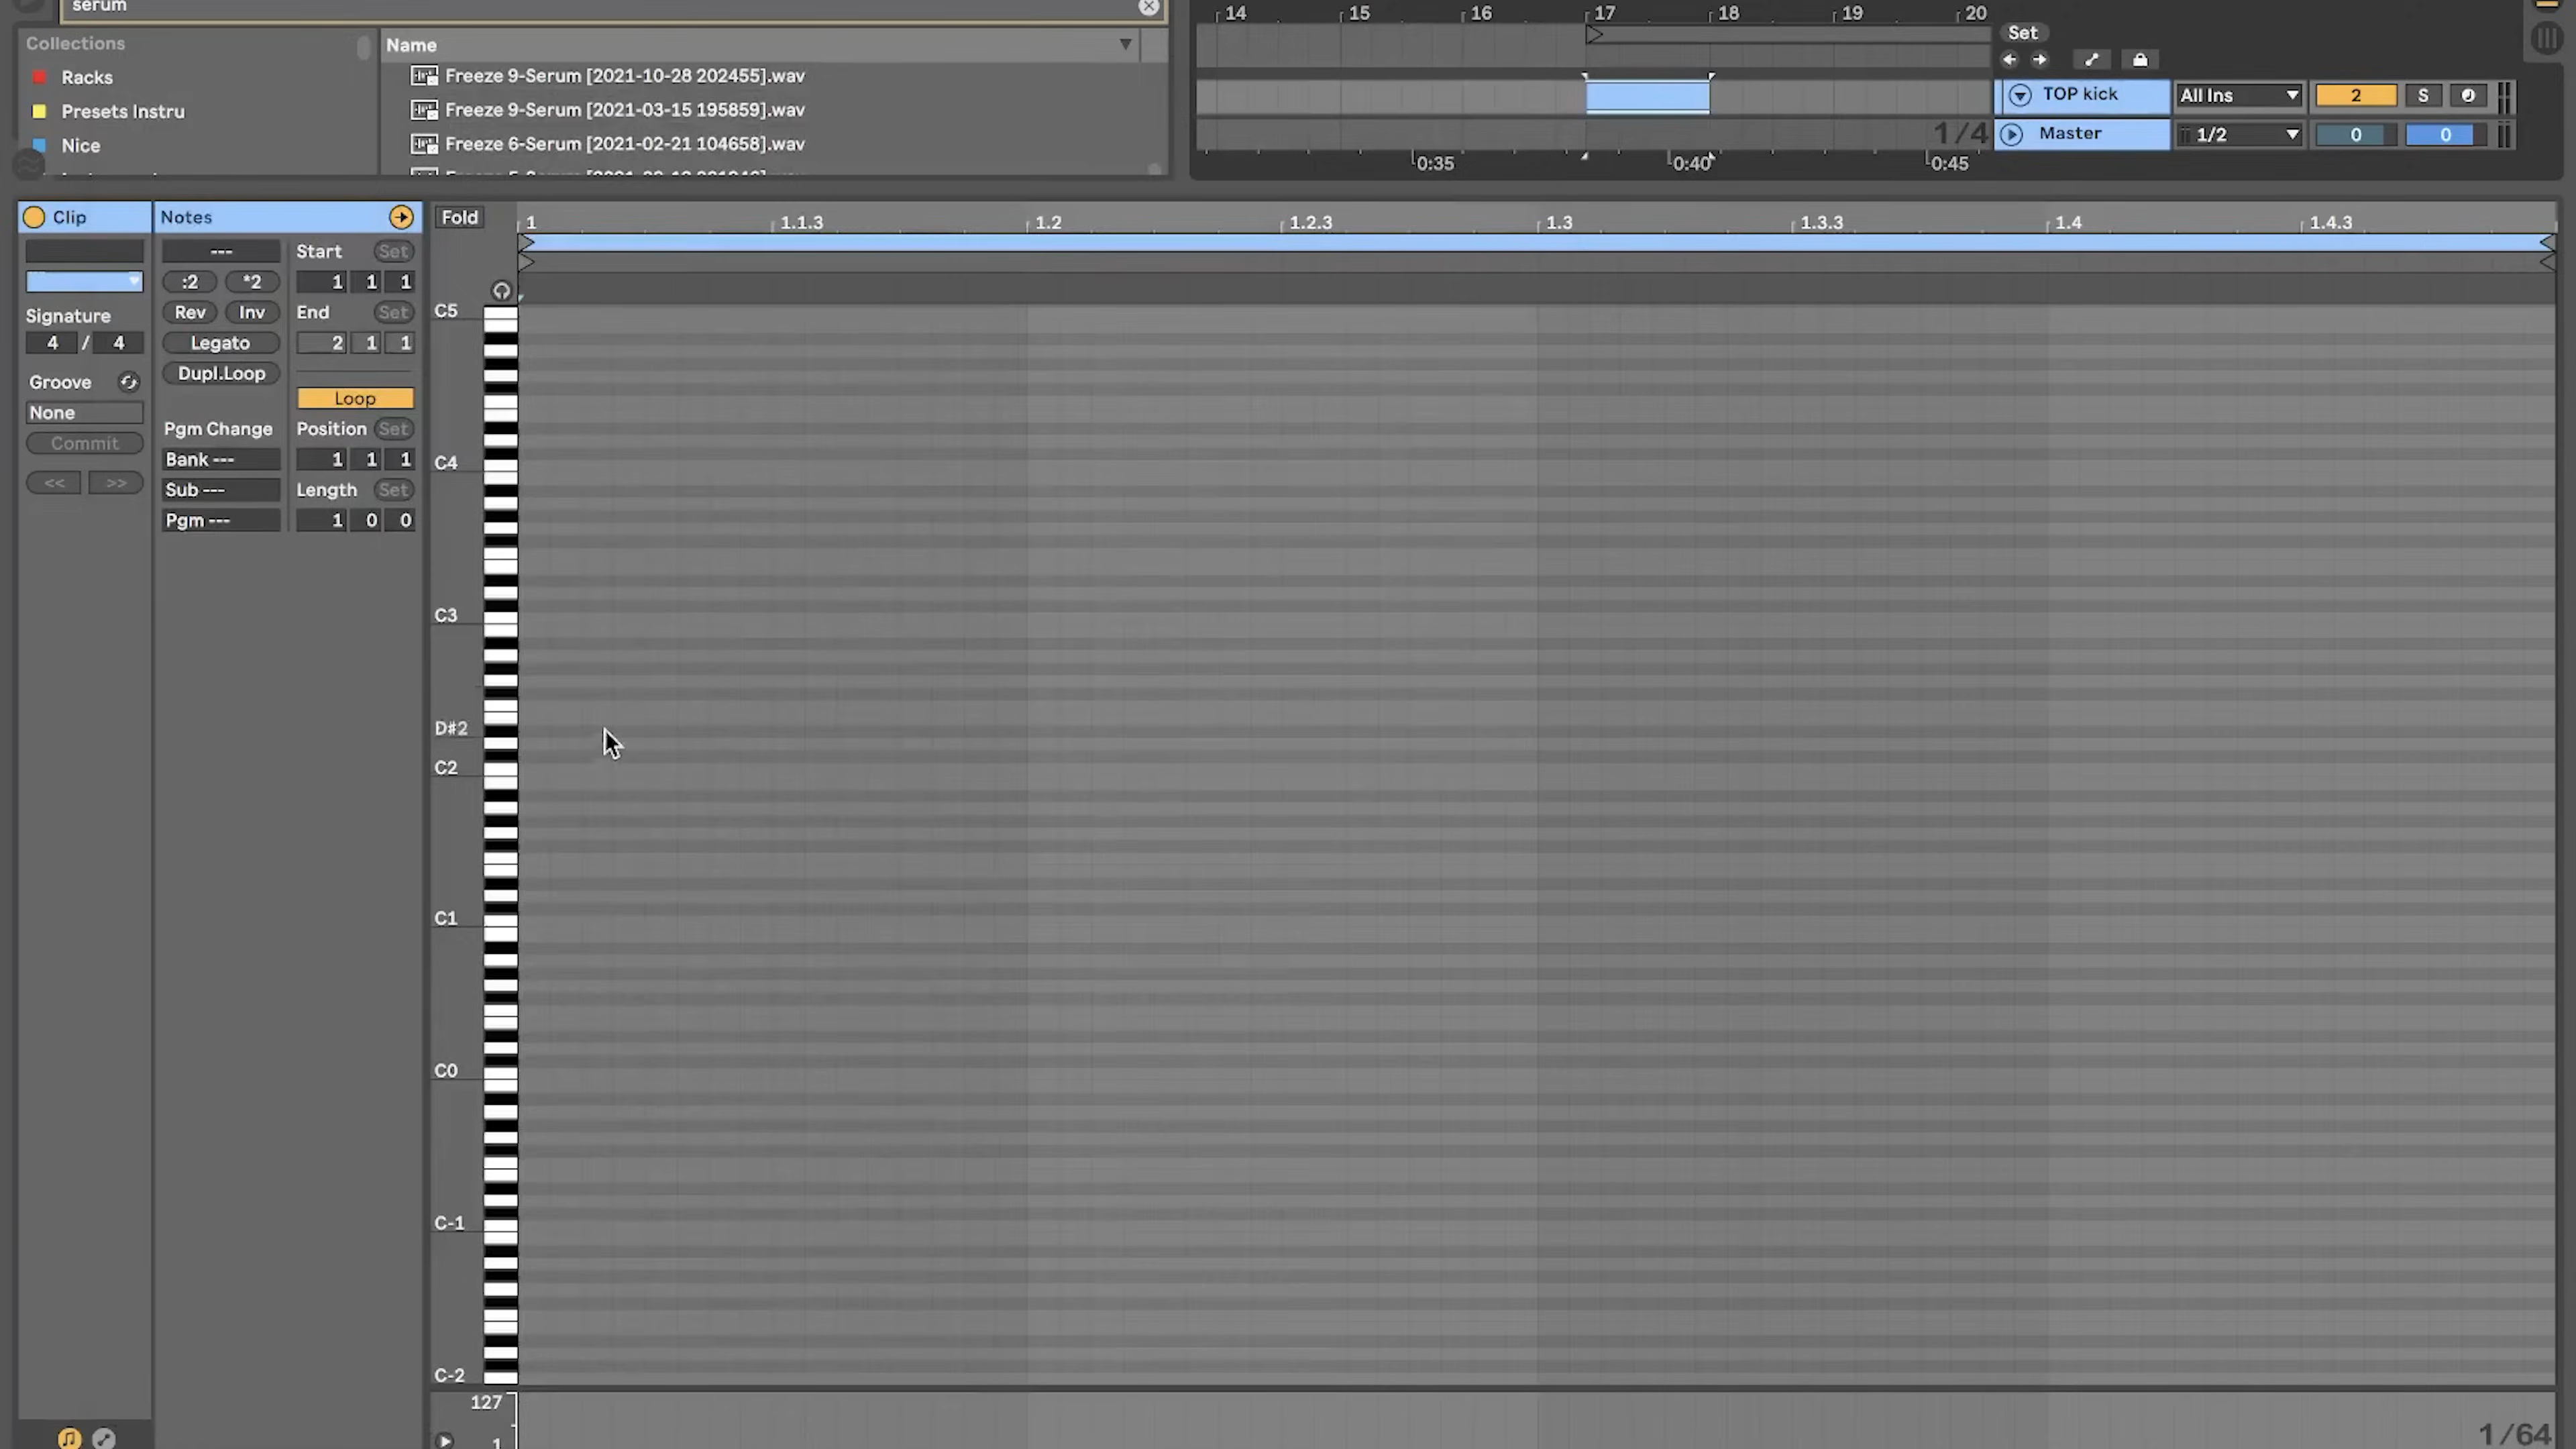 serum
14 15 16 17 18 19 20
Collections
Name
Set
Racks
Freeze 9-Serum [2021-10-28 202455].wav
TOP kick All Ins 2 S
Presets Instru
Freeze 9-Serum [2021-03-15 195859].wav
Nice
Freeze 6-Serum [2021-02-21 104658].wav
1/4
Master 1/2 0 0
0:35 0:40 0:45
Clip
Notes
Fold
1 1.1.3 1.2 1.2.3 1.3 1.3.3 1.4 1.4.3
---
Start Set
:2 *2
1 1 1
Signature
Rev Inv
End Set
4 / 4
Legato
2 1 1
Groove
Dupl.Loop
None
Loop
Commit
Pgm Change
Position Set
Bank ---
1 1 1
<< >>
Sub ---
Length Set
Pgm ---
1 0 0
C5
C4
C3
D#2
C2
C1
C0
C-1
C-2
127
1
1/64